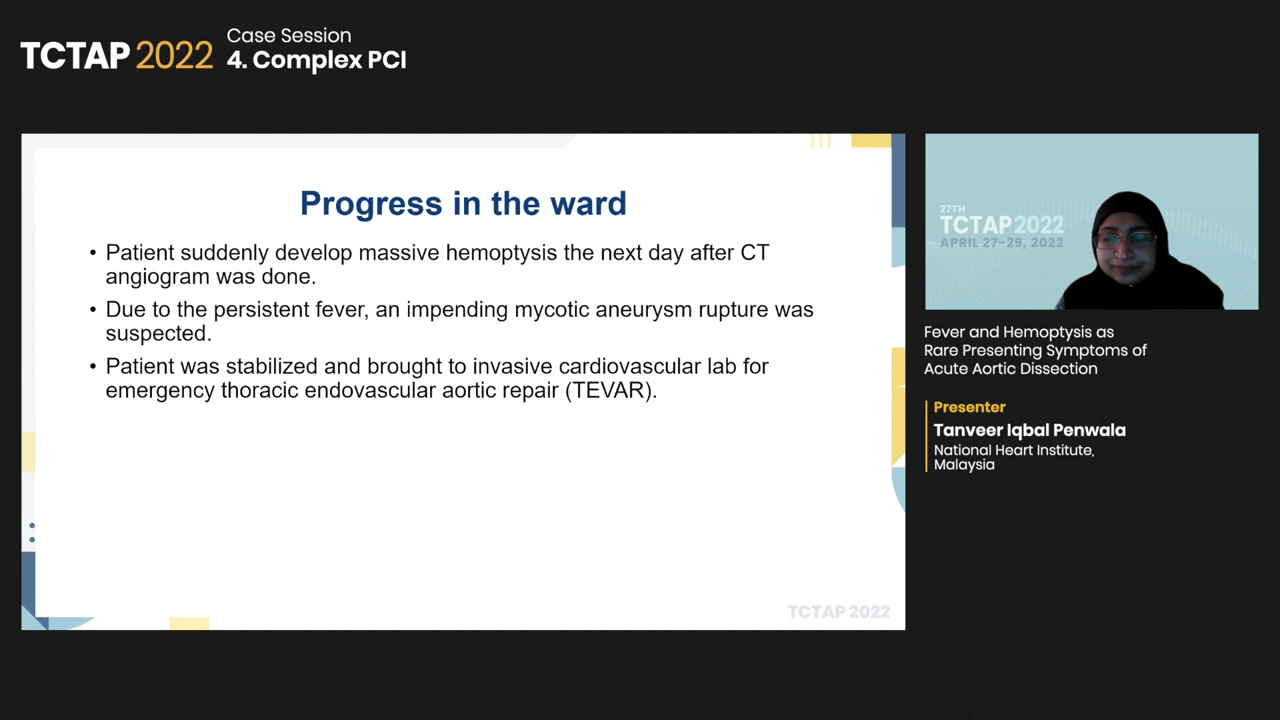 TCTAP 2022
Case Session
4. Complex PCI
Progress in the ward
• Patient suddenly develop massive hemoptysis the next day after CT
angiogram was done.
• Due to the persistent fever, an impending mycotic aneurysm rupture was
suspected.
• Patient was stabilized and brought to invasive cardiovascular lab for
emergency thoracic endovascular aortic repair (TEVAR).
TCTAP 2022
27TH
TCTAP 2022
APRIL 27-29, 2022
Fever and Hemoptysis as
Rare Presenting Symptoms of
Acute Aortic Dissection
Presenter
Tanveer Iqbal Penwala
National Heart Institute,
Malaysia